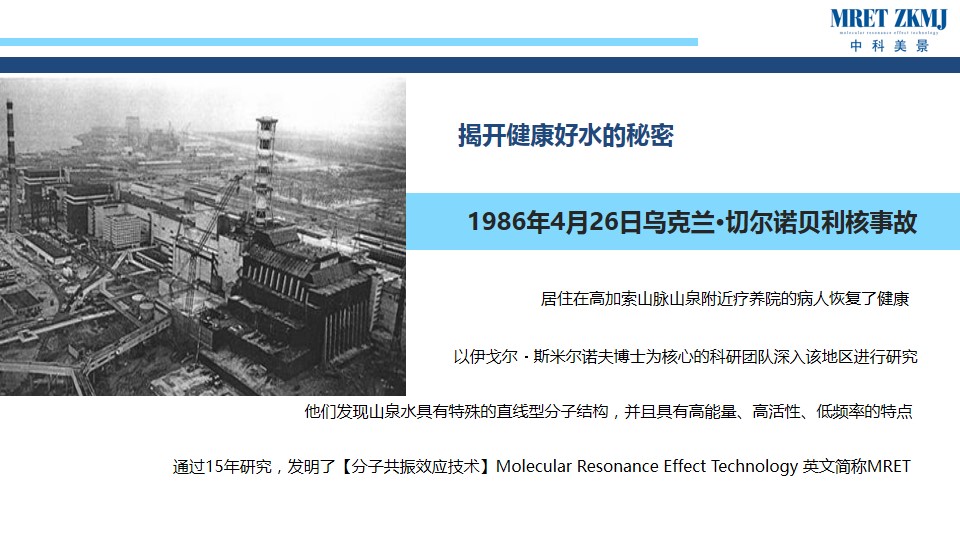 MRET ZKMJ
molecular resonance effect technology
中科美景
揭开健康好水的秘密
1986年4月26日乌克兰·切尔诺贝利核事故
居住在高加索山脉山泉附近疗养院的病人恢复了健康
以伊戈尔·斯米尔诺夫博士为核心的科研团队深入该地区进行研究
他们发现山泉水具有特殊的直线型分子结构，并且具有高能量、高活性、低频率的特点
通过15年研究，发明了【分子共振效应技术】Molecular Resonance Effect Technology 英文简称MRET